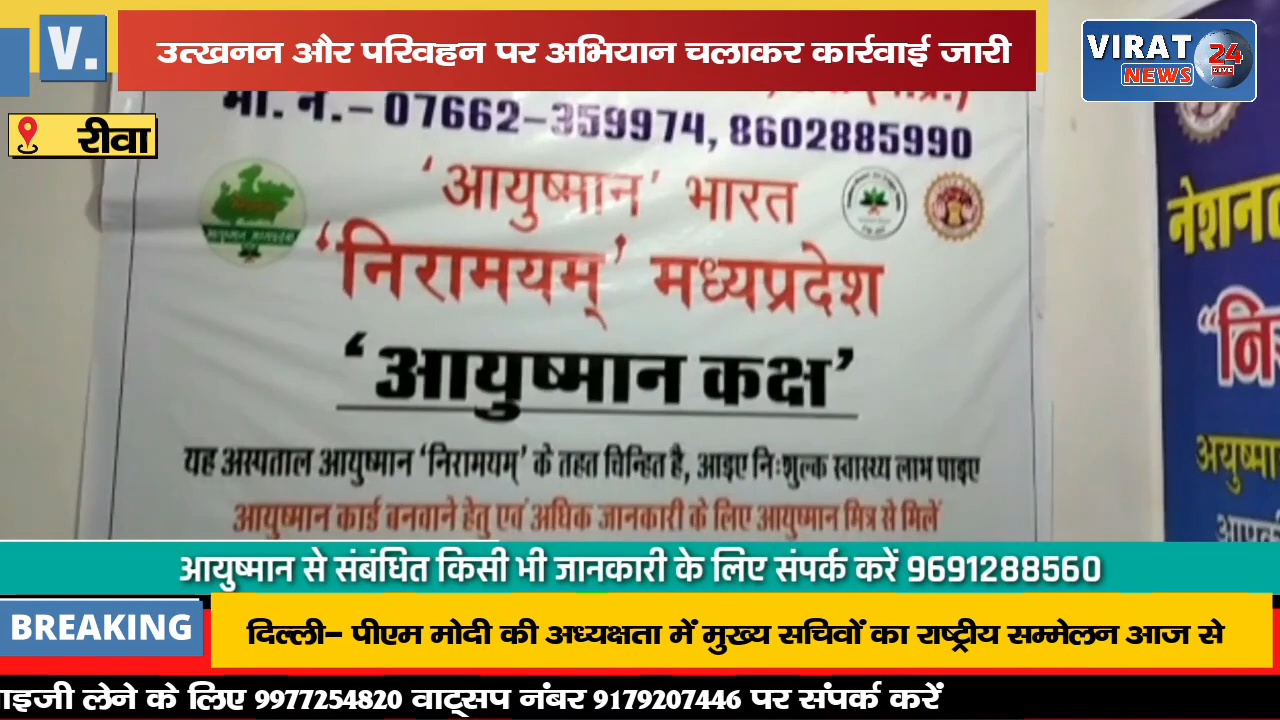 V.
उत्खनन और परिवहन पर अभियान चलाकर कार्रवाई जारी
VIRAT 24
NEWS LIVE
रीवा
मो. नं.- 07662-359974, 8602885990
'आयुष्मान' भारत
'निरामयम्' मध्यप्रदेश
'आयुष्मान कक्ष'
यह अस्पताल आयुष्मान 'निरामयम्' के तहत चिन्हित है, आइए निःशुल्क स्वास्थ्य लाभ पाइए
आयुष्मान कार्ड बनवाने हेतु एवं अधिक जानकारी के लिए आयुष्मान मित्र से मिलें
नेशनल
"नि
आयुष्मान से संबंधित किसी भी जानकारी के लिए संपर्क करें 9691288560
BREAKING
दिल्ली- पीएम मोदी की अध्यक्षता में मुख्य सचिवों का राष्ट्रीय सम्मेलन आज से
इजी लेने के लिए 9977254820 वाट्सप नंबर 9179207446 पर संपर्क करें